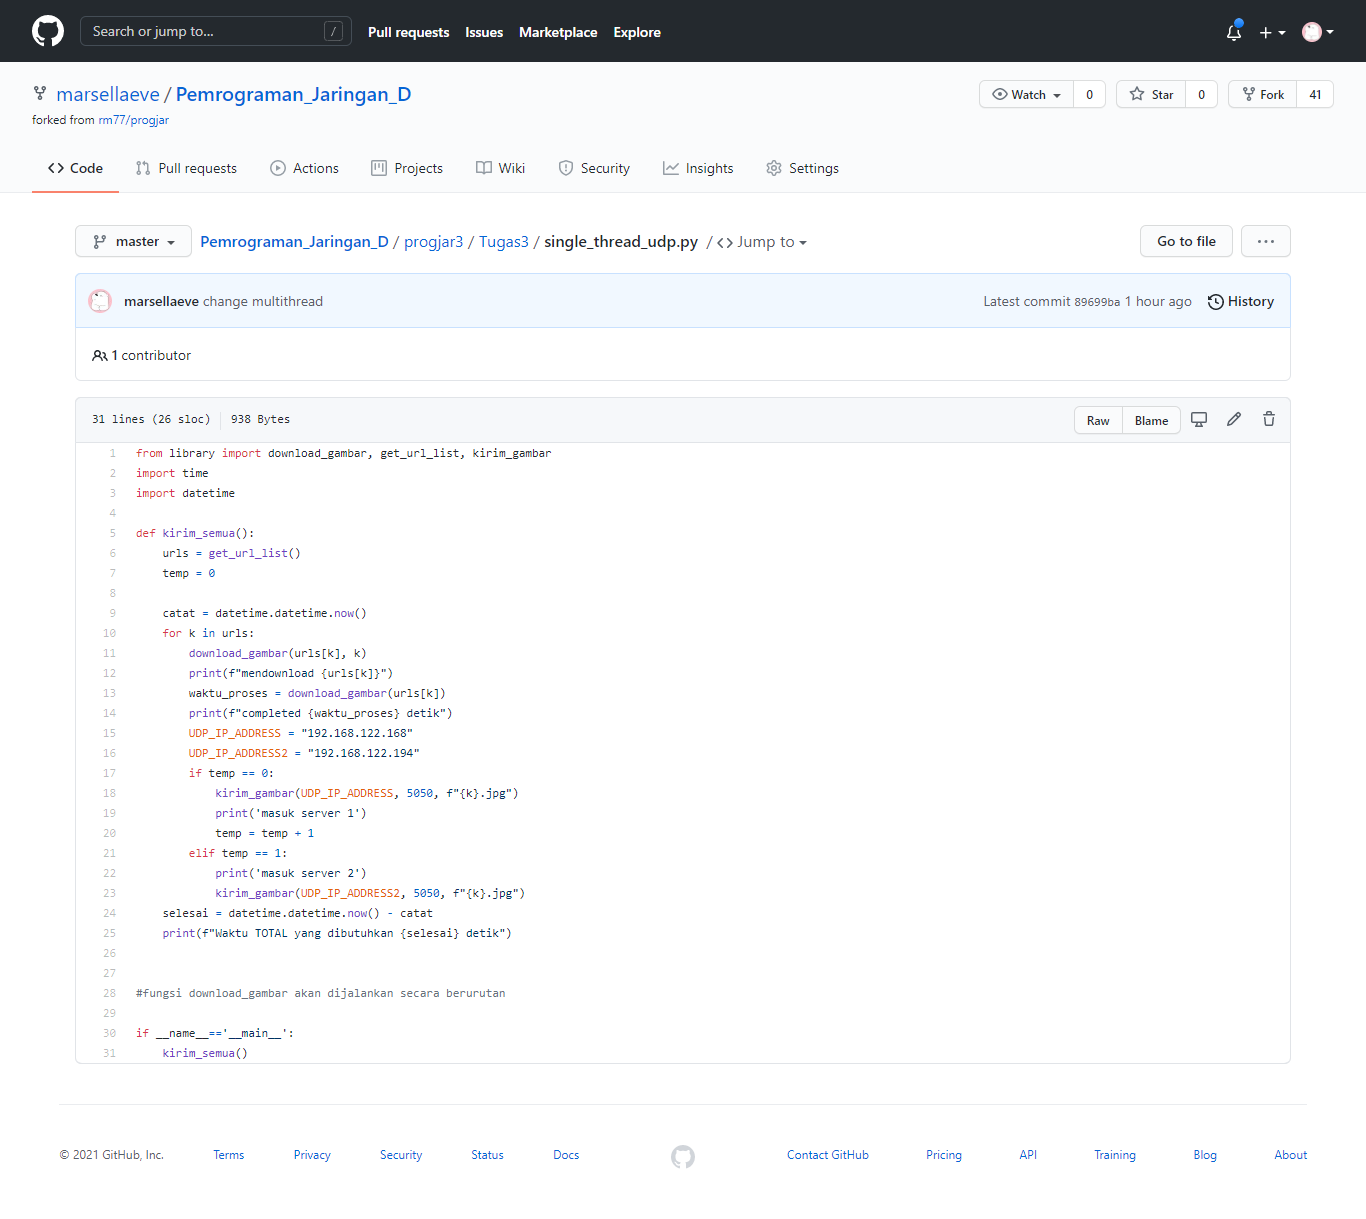 Search or jump to... /
Pull requests Issues Marketplace Explore
marsellaeve / Pemrograman_Jaringan_D
forked from rm77/progjar
Watch 0 Star 0 Fork 41
Code Pull requests Actions Projects Wiki Security Insights Settings
master Pemrograman_Jaringan_D / progjar3 / Tugas3 / single_thread_udp.py / <> Jump to
Go to file ...
marsellaeve change multithread
Latest commit 89699ba 1 hour ago History
1 contributor
31 lines (26 sloc) 938 Bytes
Raw Blame
1 from library import download_gambar, get_url_list, kirim_gambar
2 import time
3 import datetime
4
5 def kirim_semua():
6     urls = get_url_list()
7     temp = 0
8
9     catat = datetime.datetime.now()
10     for k in urls:
11         download_gambar(urls[k], k)
12         print(f"mendownload {urls[k]}")
13         waktu_proses = download_gambar(urls[k])
14         print(f"completed {waktu_proses} detik")
15         UDP_IP_ADDRESS = "192.168.122.168"
16         UDP_IP_ADDRESS2 = "192.168.122.194"
17         if temp == 0:
18             kirim_gambar(UDP_IP_ADDRESS, 5050, f"{k}.jpg")
19             print('masuk server 1')
20             temp = temp + 1
21         elif temp == 1:
22             print('masuk server 2')
23             kirim_gambar(UDP_IP_ADDRESS2, 5050, f"{k}.jpg")
24     selesai = datetime.datetime.now() - catat
25     print(f"Waktu TOTAL yang dibutuhkan {selesai} detik")
26
27
28 #fungsi download_gambar akan dijalankan secara berurutan
29
30 if __name__=='__main__':
31     kirim_semua()
© 2021 GitHub, Inc. Terms Privacy Security Status Docs Contact GitHub Pricing API Training Blog About